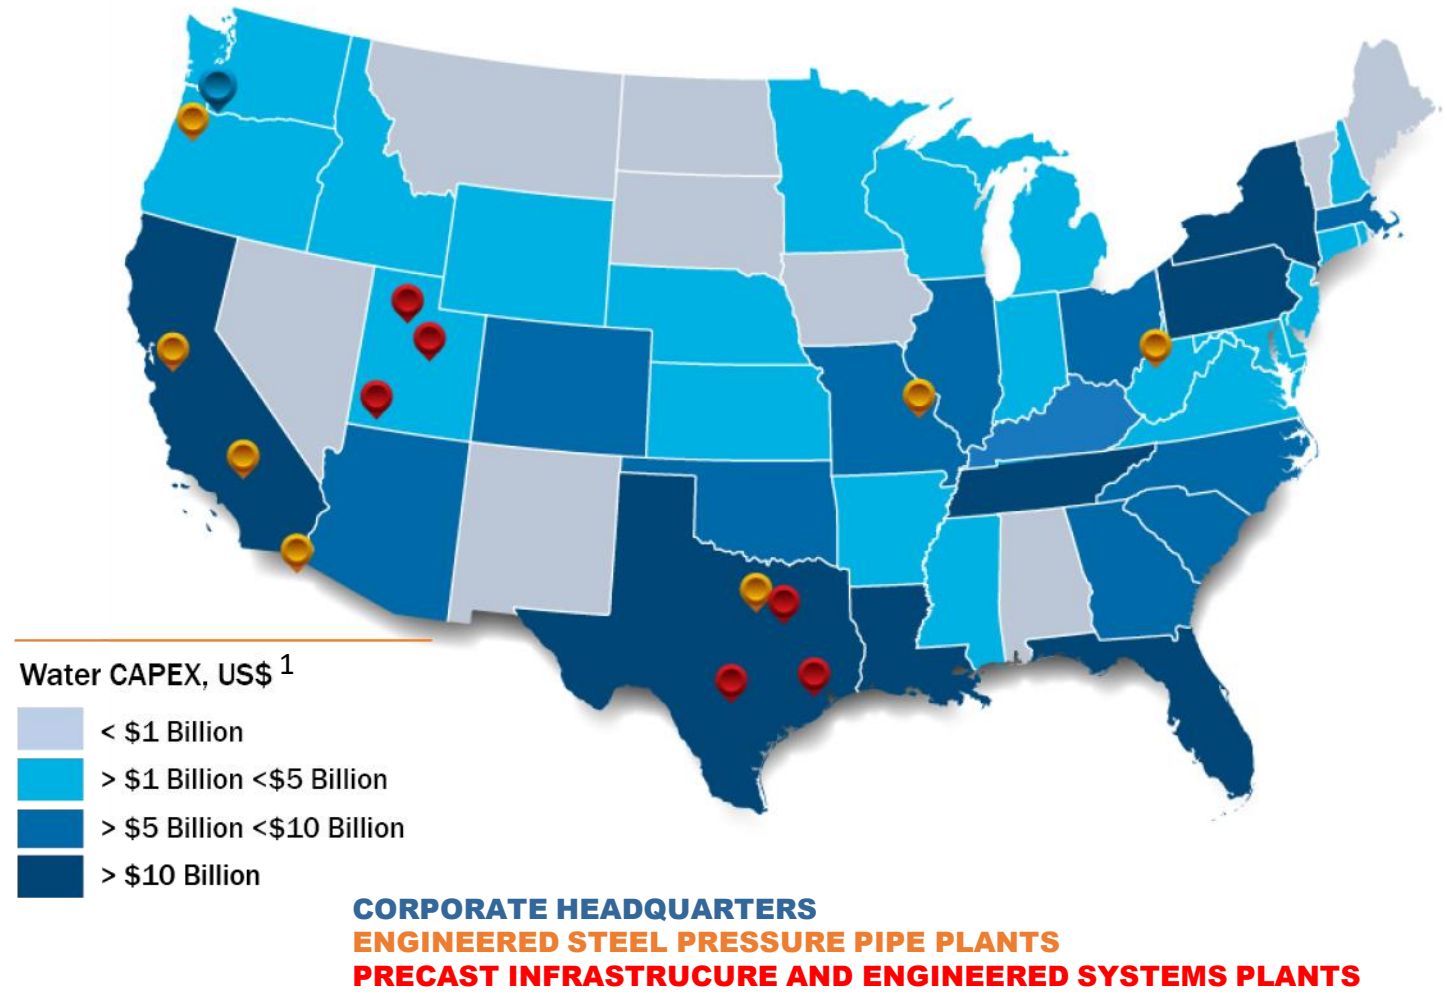 Water CAPEX, US$ 1
< $1 Billion
> $1 Billion <$5 Billion
> $5 Billion <$10 Billion
> $10 Billion
CORPORATE HEADQUARTERS
ENGINEERED STEEL PRESSURE PIPE PLANTS
PRECAST INFRASTRUCURE AND ENGINEERED SYSTEMS PLANTS